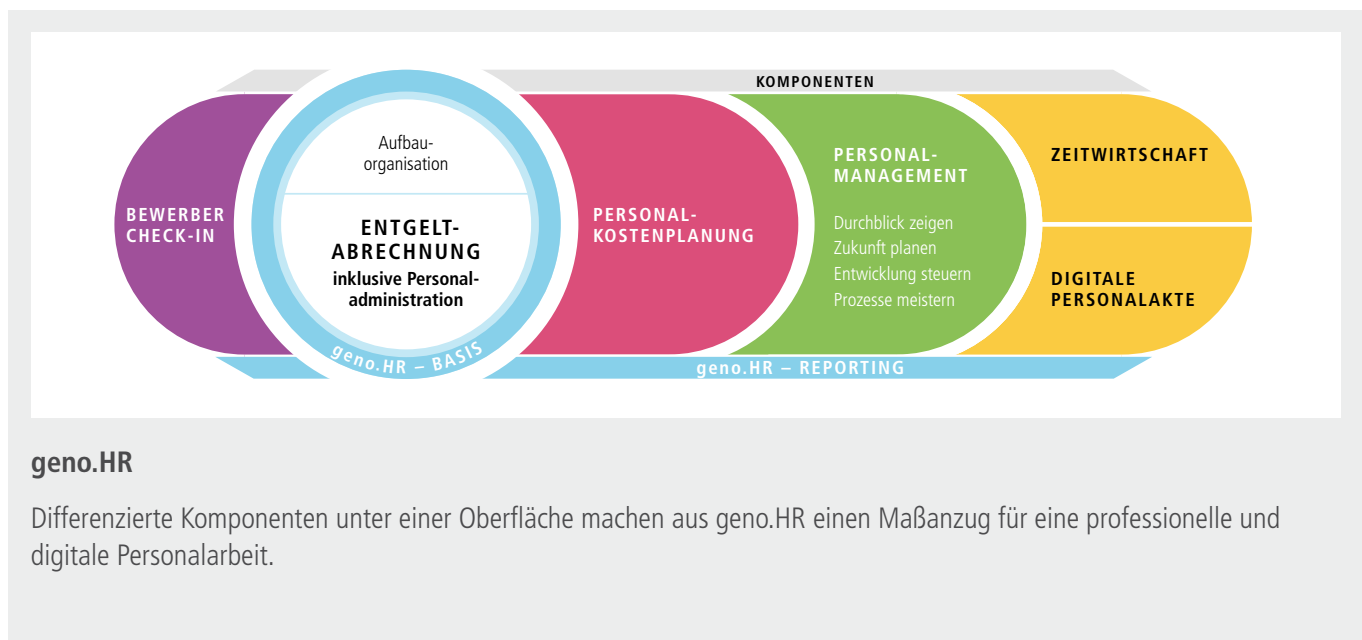 KOMPONENTEN
BEWERBER
CHECK-IN
Aufbau-
organisation
ENTGELT-
ABRECHNUNG
inklusive Personal-
administration
geno.HR – BASIS
PERSONAL-
KOSTENPLANUNG
PERSONAL-
MANAGEMENT
Durchblick zeigen
Zukunft planen
Entwicklung steuern
Prozesse meistern
ZEITWIRTSCHAFT
DIGITALE
PERSONALAKTE
geno.HR – REPORTING
geno.HR
Differenzierte Komponenten unter einer Oberfläche machen aus geno.HR einen Maßanzug für eine professionelle und
digitale Personalarbeit.